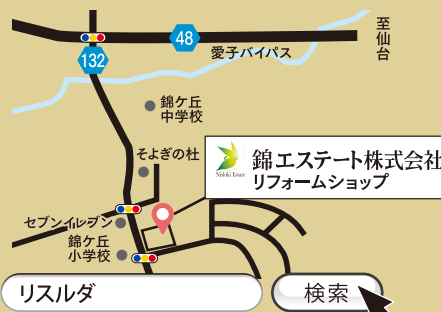 至仙台
48
愛子バイパス
132
錦ケ丘
中学校
そよぎの杜
Nishiki Estate
錦エステート株式会社
リフォームショップ
セブンイレブン
錦ケ丘
小学校
リスルダ
検索